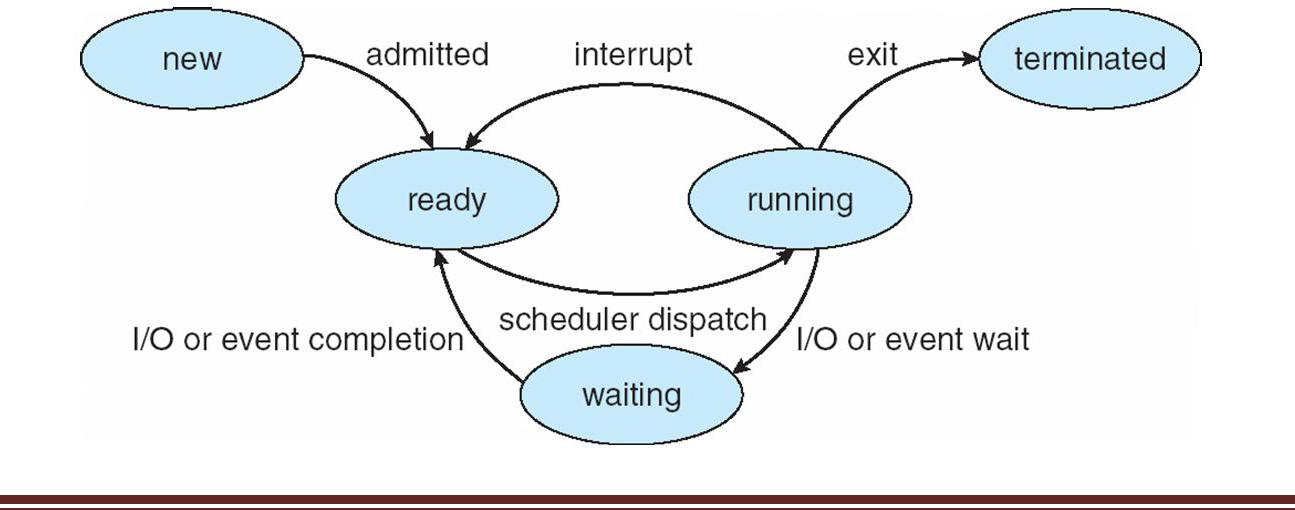 new
admitted
interrupt
exit
terminated
ready
running
scheduler dispatch
I/O or event completion
I/O or event wait
waiting